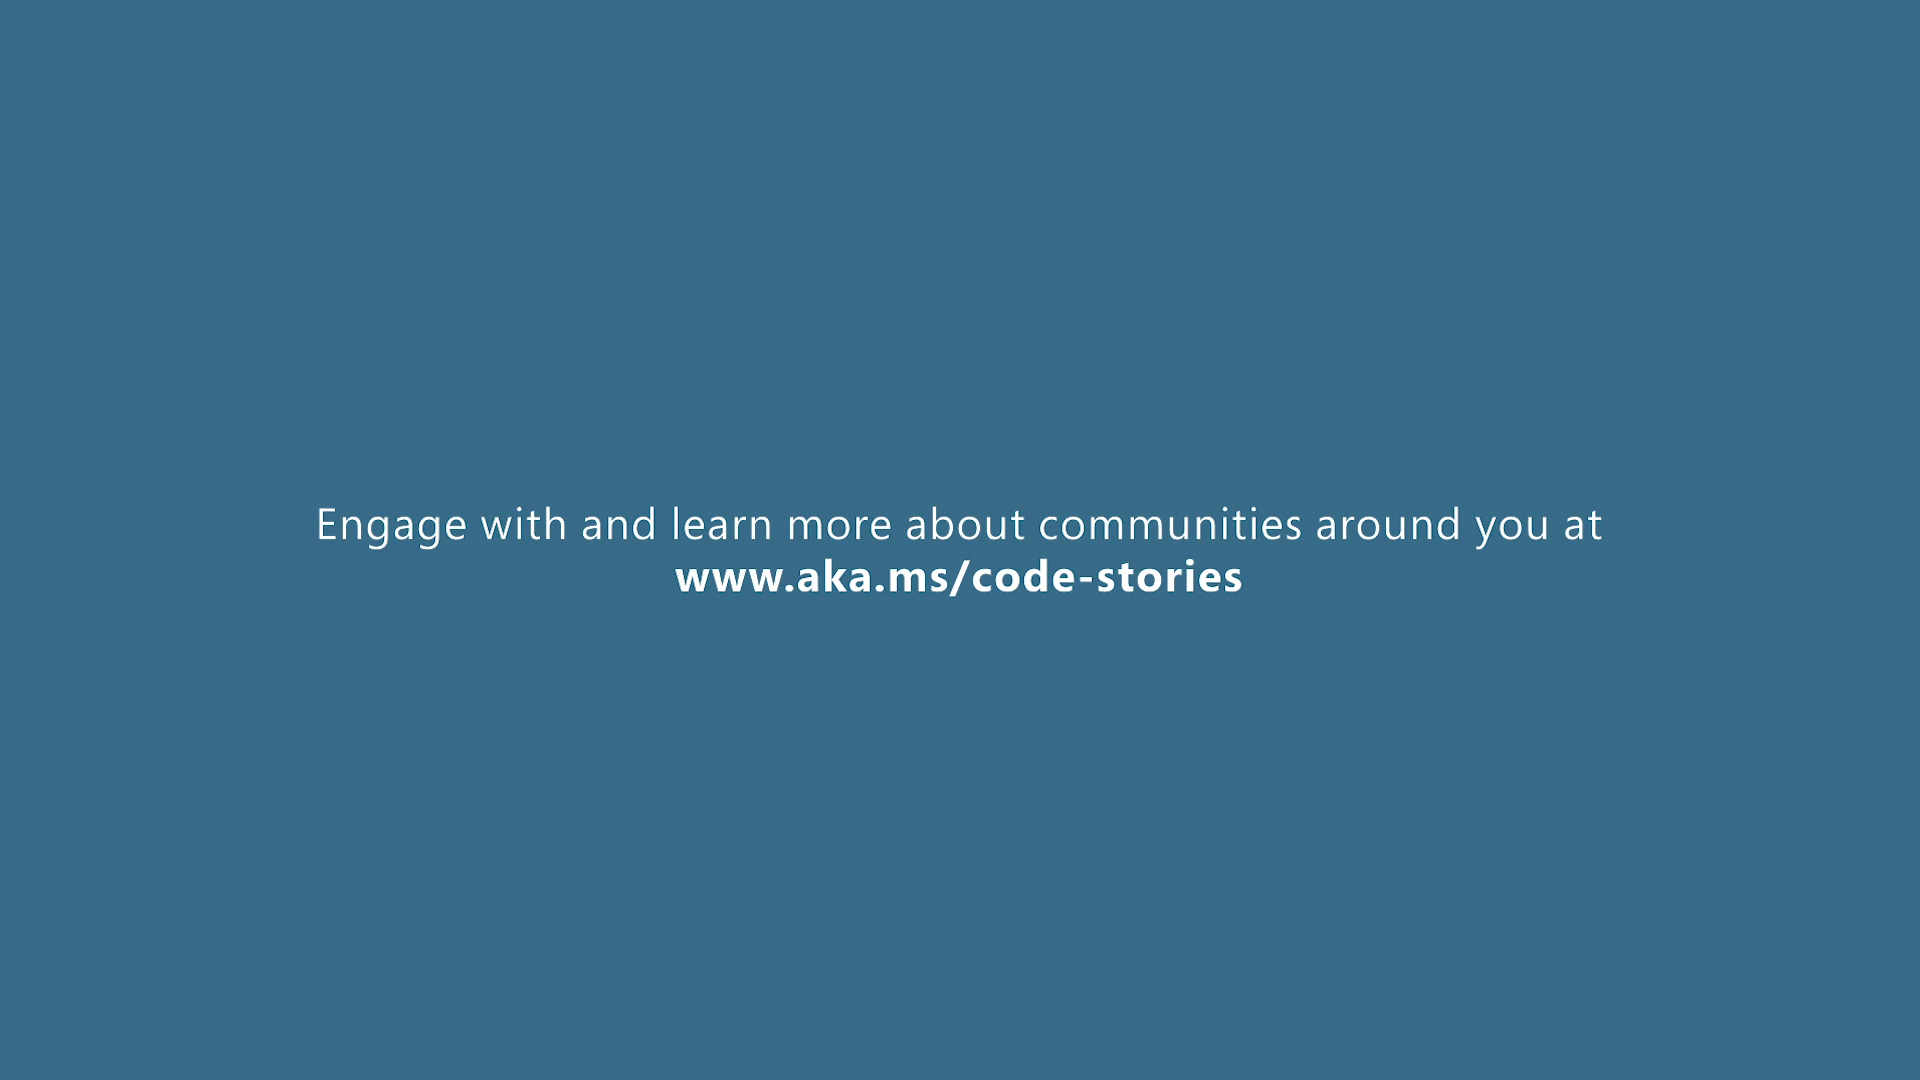 Engage with and learn more about communities around you at
www.aka.ms/code-stories